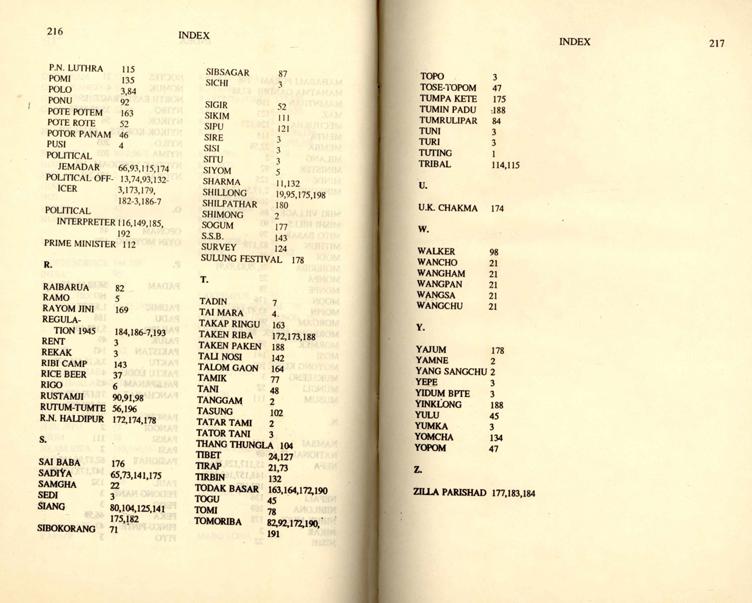 216
INDEX
P.N. LUTHRA 115
POMI 135
POLO 3,84
PONU 92
POTE POTEM 163
POTE ROTE 52
POTOR PANAM 46
PUSI 4
POLITICAL
JEMADAR 66,93,115,174
POLITICAL OFF- 13,74,93,132-
ICER 3,173,179,
182-3,186-7
POLITICAL
INTERPRETER 116,149,185,
192
PRIME MINISTER 112
R.
RAIBARUA 82
RAMO 5
RAYOM JINI 169
REGULA-
TION 1945 184,186-7,193
RENT 3
REKAK 3
RIBI CAMP 143
RICE BEER 37
RIGO 6
RUSTAMJI 90,91,98
RUTUM-TUMTE 56,196
R.N. HALDIPUR 172,174,178
S.
SAI BABA 176
SADIYA 65,73,141,175
SAMGHA 22
SEDI 3
SIANG 80,104,125,141
175,182
SIBOKORANG 71
SIBSAGAR 87
SICHI 3
SIGIR 52
SIKIM 111
SIPU 121
SIRE 3
SISI 3
SITU 3
SIYOM 5
SHARMA 11,132
SHILLONG 19,95,175,198
SHILPATHAR 180
SHIMONG 2
SOGUM 177
S.S.B. 143
SURVEY 124
SULUNG FESTIVAL 178
T.
TADIN 7
TAI MARA 4
TAKAP RINGU 163
TAKEN RIBA 172,173,188
TAKEN PAKEN 188
TALI NOSI 142
TALOM GAON 164
TAMIK 77
TANI 48
TANGGAM 2
TASUNG 102
TATAR TAMI 2
TATOR TANI 3
THANG THUNGLA 104
TIBET 24,127
TIRAP 21,73
TIRBIN 132
TODAK BASAR 163,164,172,190
TOGU 45
TOMI 78
TOMORIBA 82,92,172,190,
191
INDEX
217
TOPO 3
TOSE-TOPOM 47
TUMPA KETE 175
TUMIN PADU 188
TUMRULIPAR 84
TUNI 3
TURI 3
TUTING 1
TRIBAL 114,115
U.
U.K. CHAKMA 174
W.
WALKER 98
WANCHO 21
WANGHAM 21
WANGPAN 21
WANGSA 21
WANGCHU 21
Y.
YAJUM 178
YAMNE 2
YANG SANGCHU 2
YEPE 3
YIDUM BPTE 3
YINKLONG 188
YULU 45
YUMKA 3
YOMCHA 134
YOPOM 47
Z.
ZILLA PARISHAD 177,183,184